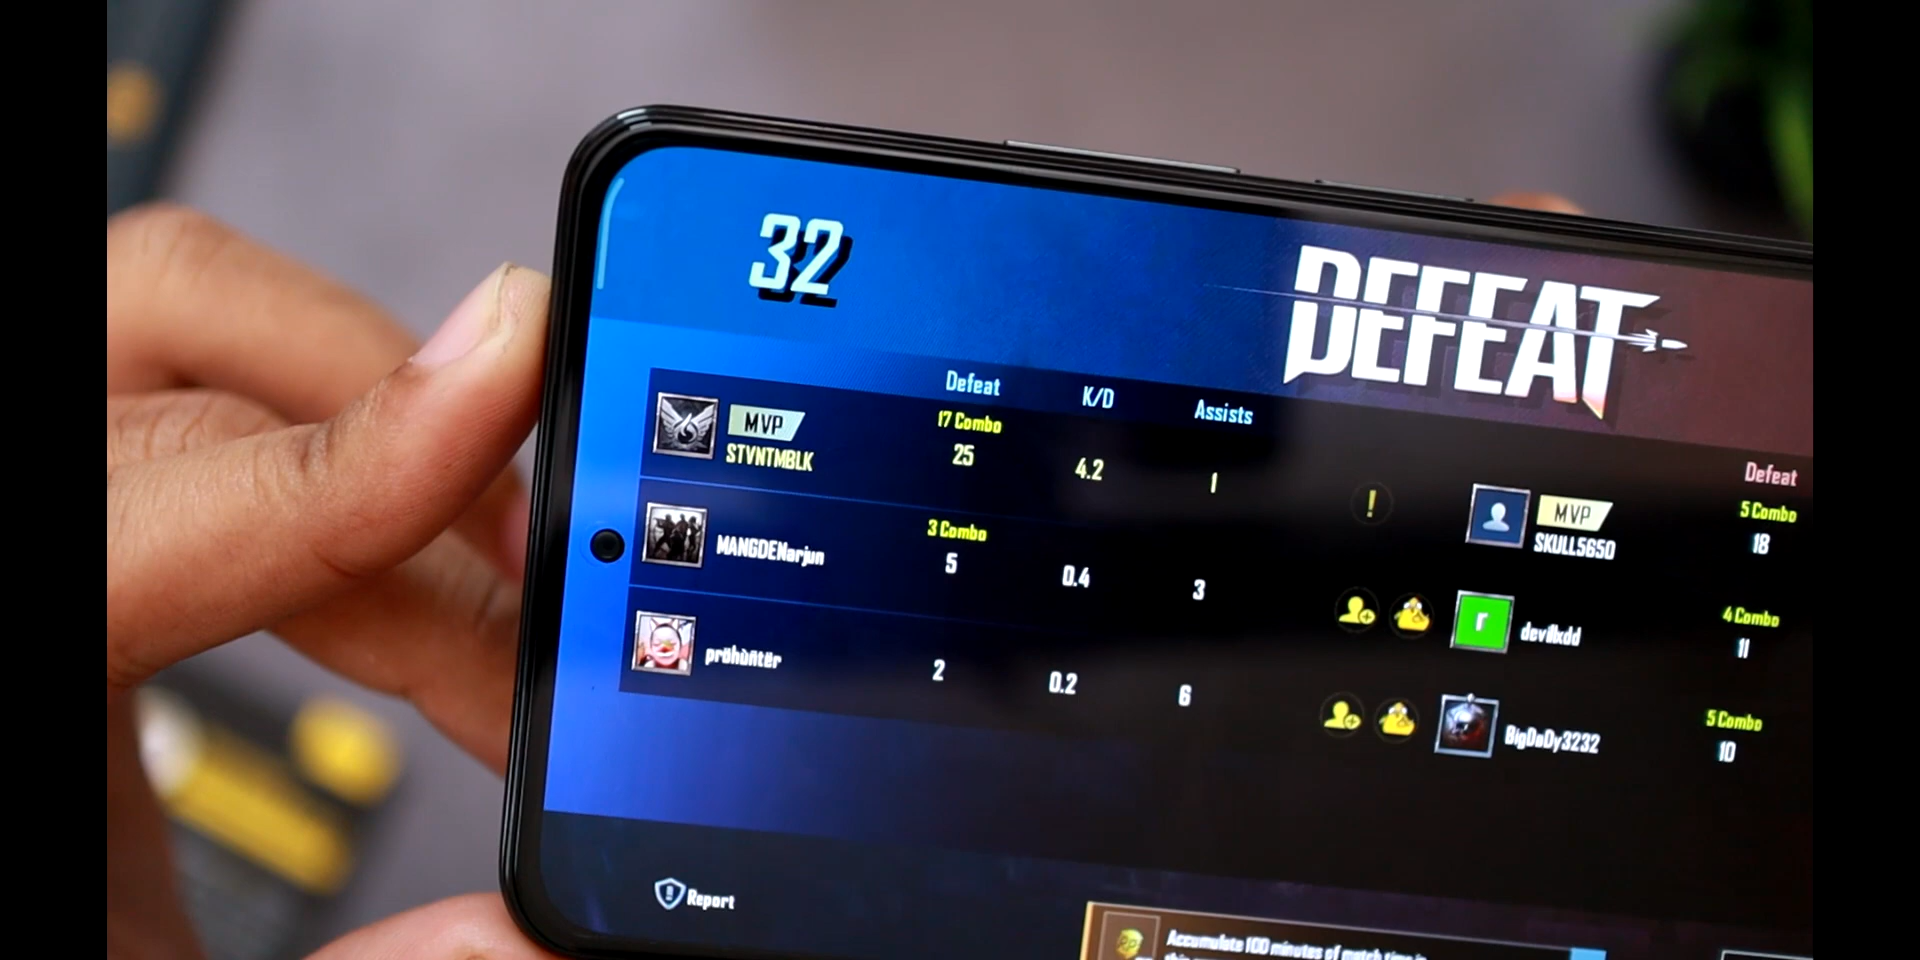 32
DEFEAT
Defeat K/D Assists
MVP
STVNTMBLK
17 Combo
25 4.2 1
MANGDENarjun
3 Combo
5 0.4 3
prohunter
2 0.2 6
Defeat
MVP
SKULL5650
5 Combo
18
r
devilxdd
4 Combo
11
BigDaDy3232
5 Combo
10
Report
Accumulate 100 minutes of match time in